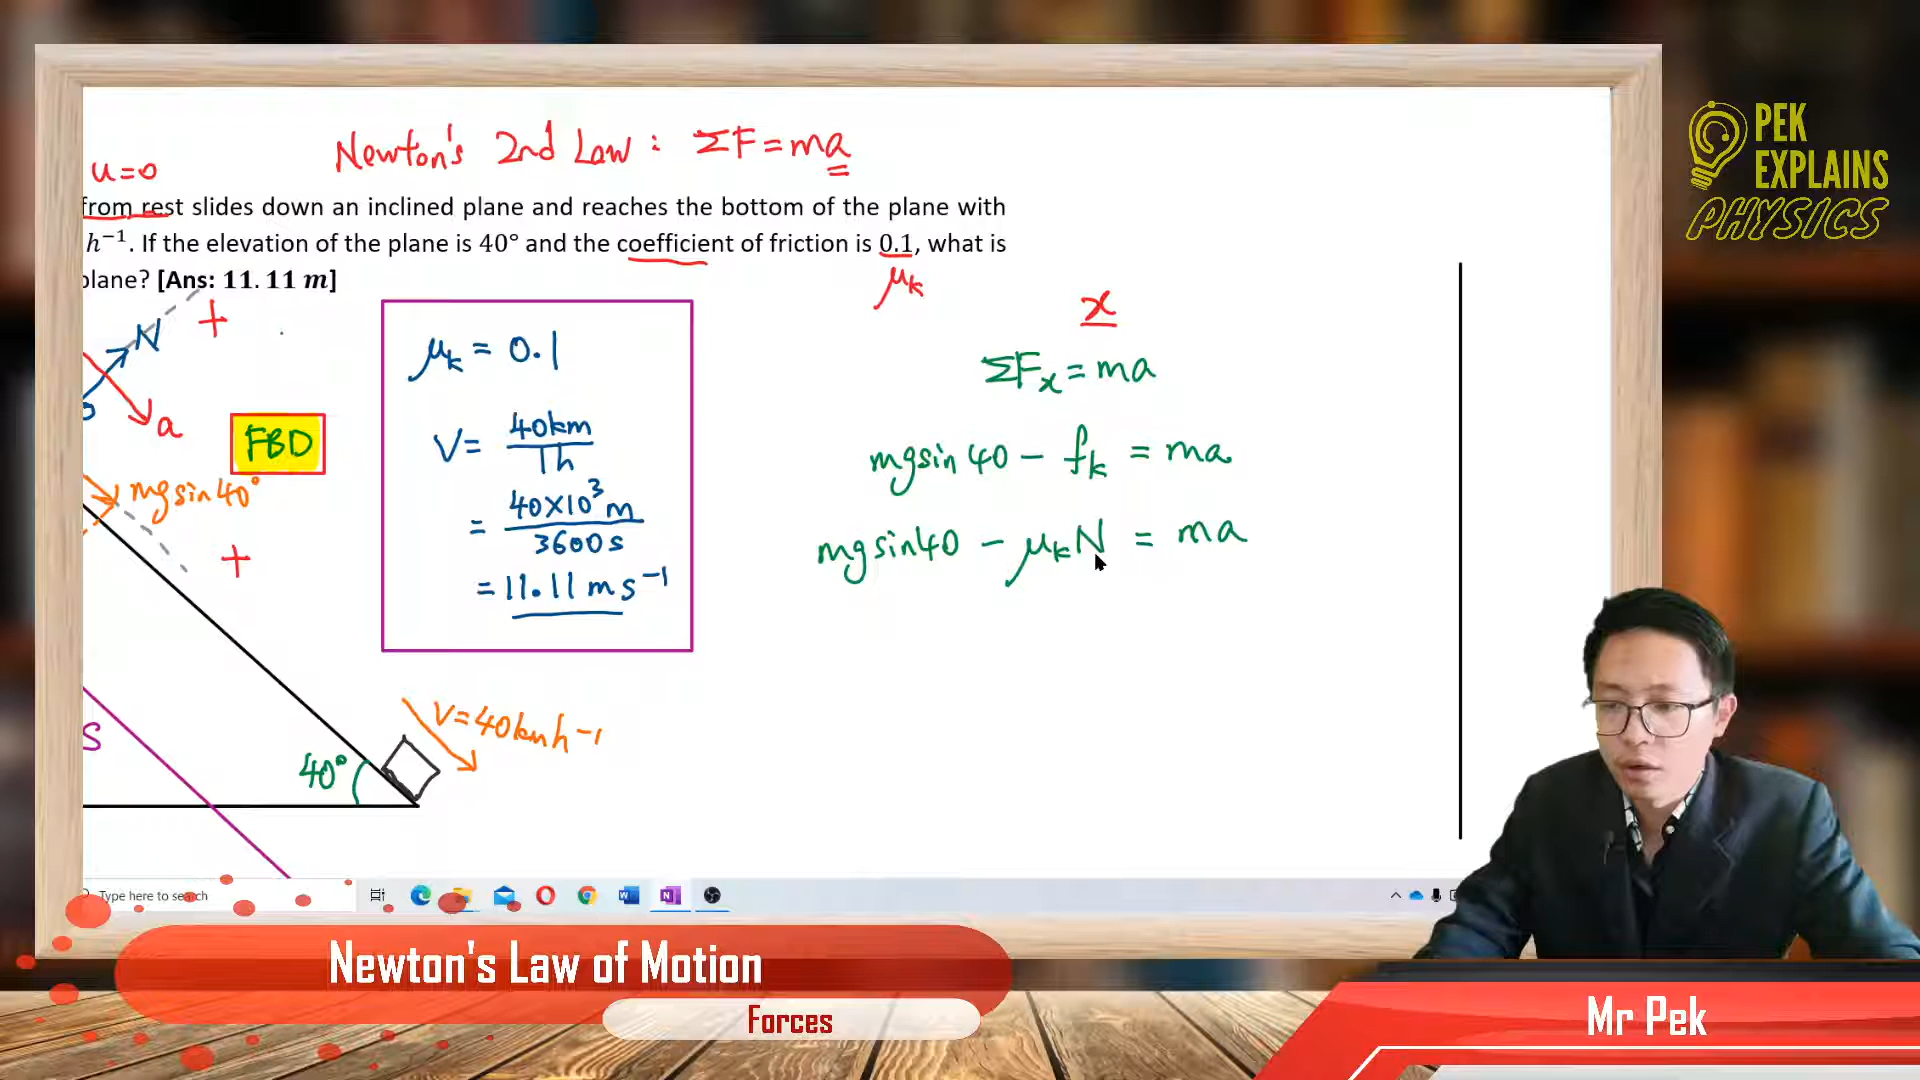 Newton's 2nd Law : ΣF = ma
u=0
from rest slides down an inclined plane and reaches the bottom of the plane with
h⁻¹. If the elevation of the plane is 40° and the coefficient of friction is 0.1, what is
plane? [Ans: 11.11 m]
μk
N
+
a
FBD
mgsin40°
+
μk = 0.1
V = 40km / 1h
= 40×10³ m / 3600 s
= 11.11 m s⁻¹
x
ΣFx = ma
mgsin40 − fk = ma
mgsin40 − μkN = ma
S
40°
V=40km h⁻¹
PEK
EXPLAINS
PHYSICS
Type here to search
Newton's Law of Motion
Forces
Mr Pek